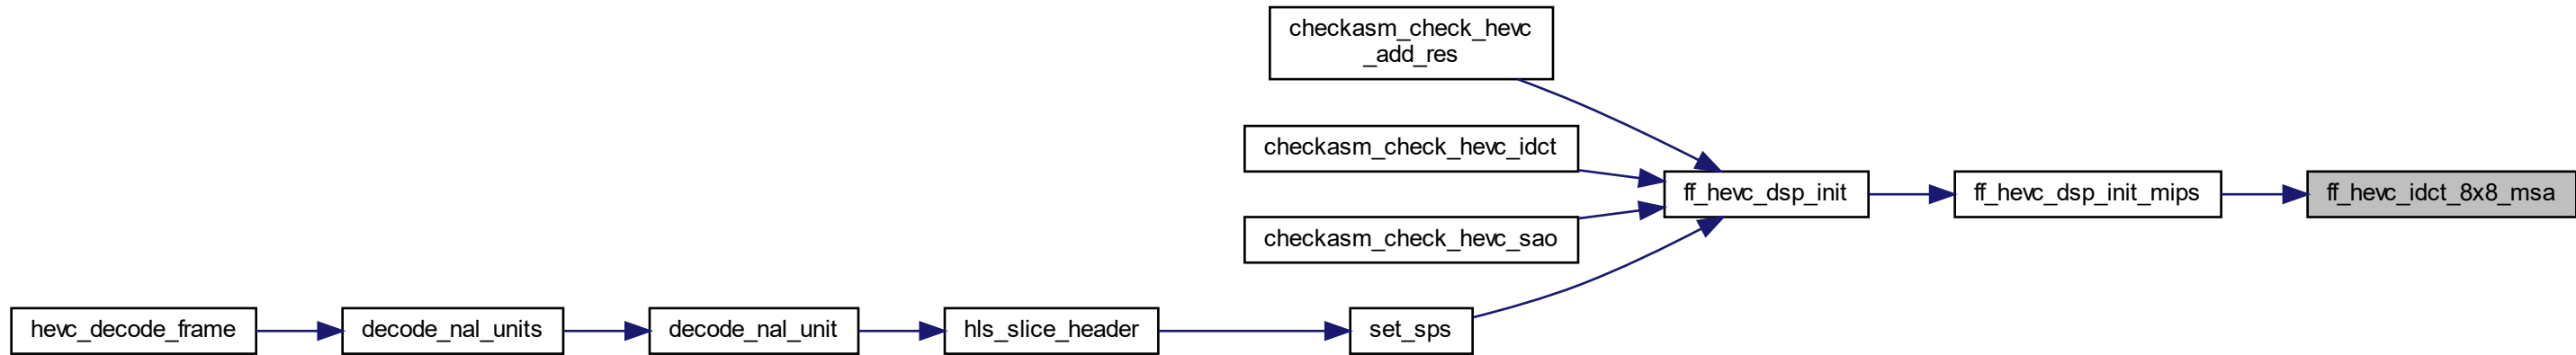 checkasm_check_hevc
_add_res
checkasm_check_hevc_idct
ff_hevc_dsp_init
ff_hevc_dsp_init_mips
ff_hevc_idct_8x8_msa
checkasm_check_hevc_sao
hevc_decode_frame
decode_nal_units
decode_nal_unit
hls_slice_header
set_sps